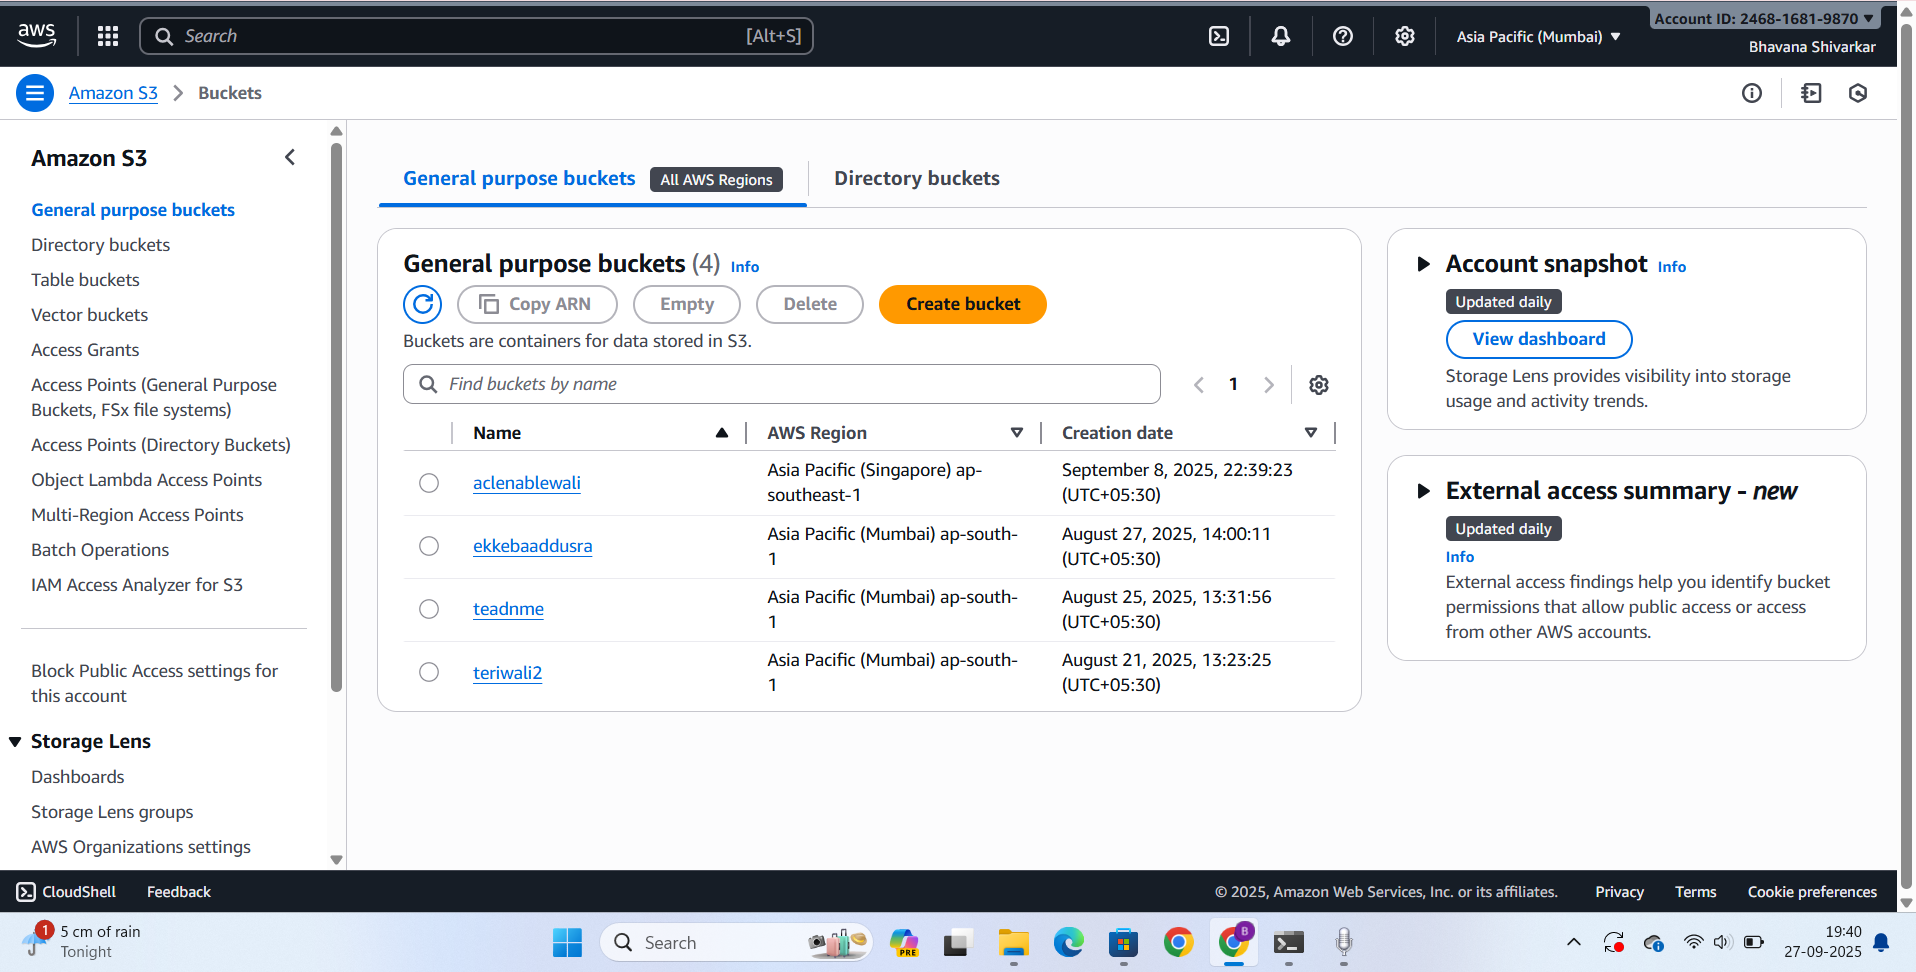 aws
Search
[Alt+S]
Asia Pacific (Mumbai)
Account ID: 2468-1681-9870
Bhavana Shivarkar
Amazon S3
Buckets
Amazon S3
General purpose buckets
Directory buckets
Table buckets
Vector buckets
Access Grants
Access Points (General Purpose
Buckets, FSx file systems)
Access Points (Directory Buckets)
Object Lambda Access Points
Multi-Region Access Points
Batch Operations
IAM Access Analyzer for S3
Block Public Access settings for
this account
Storage Lens
Dashboards
Storage Lens groups
AWS Organizations settings
General purpose buckets All AWS Regions
Directory buckets
General purpose buckets (4) Info
Copy ARN
Empty
Delete
Create bucket
Buckets are containers for data stored in S3.
Find buckets by name
1
Name AWS Region Creation date
aclenablewali
Asia Pacific (Singapore) ap-
southeast-1
September 8, 2025, 22:39:23
(UTC+05:30)
ekkebaaddusra
Asia Pacific (Mumbai) ap-south-
1
August 27, 2025, 14:00:11
(UTC+05:30)
teadnme
Asia Pacific (Mumbai) ap-south-
1
August 25, 2025, 13:31:56
(UTC+05:30)
teriwali2
Asia Pacific (Mumbai) ap-south-
1
August 21, 2025, 13:23:25
(UTC+05:30)
Account snapshot Info
Updated daily
View dashboard
Storage Lens provides visibility into storage
usage and activity trends.
External access summary - new
Updated daily
Info
External access findings help you identify bucket
permissions that allow public access or access
from other AWS accounts.
CloudShell
Feedback
© 2025, Amazon Web Services, Inc. or its affiliates.
Privacy
Terms
Cookie preferences
1
5 cm of rain
Tonight
Search
PRE
B
19:40
27-09-2025